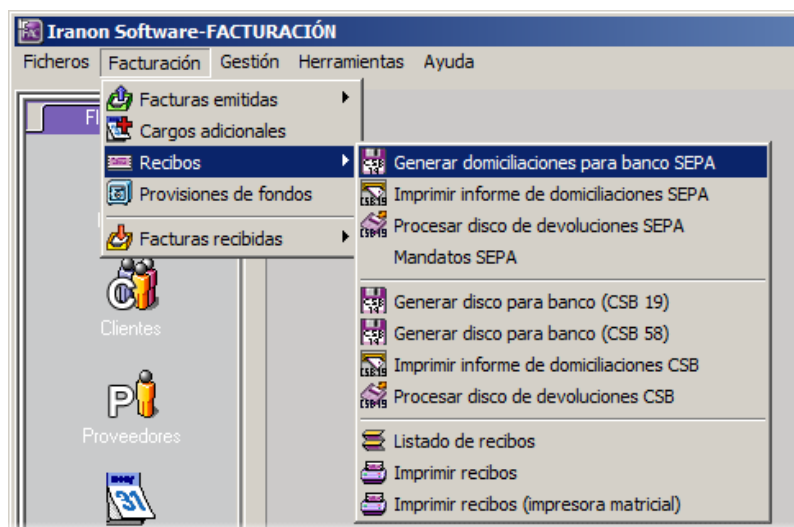 Iranon Software-FACTURACIÓN
Ficheros Facturación Gestión Herramientas Ayuda
Facturas emitidas
Cargos adicionales
Recibos
Provisiones de fondos
Facturas recibidas
Generar domiciliaciones para banco SEPA
Imprimir informe de domiciliaciones SEPA
Procesar disco de devoluciones SEPA
Mandatos SEPA
Generar disco para banco (CSB 19)
Generar disco para banco (CSB 58)
Imprimir informe de domiciliaciones CSB
Procesar disco de devoluciones CSB
Listado de recibos
Imprimir recibos
Imprimir recibos (impresora matricial)
Clientes
Proveedores
31